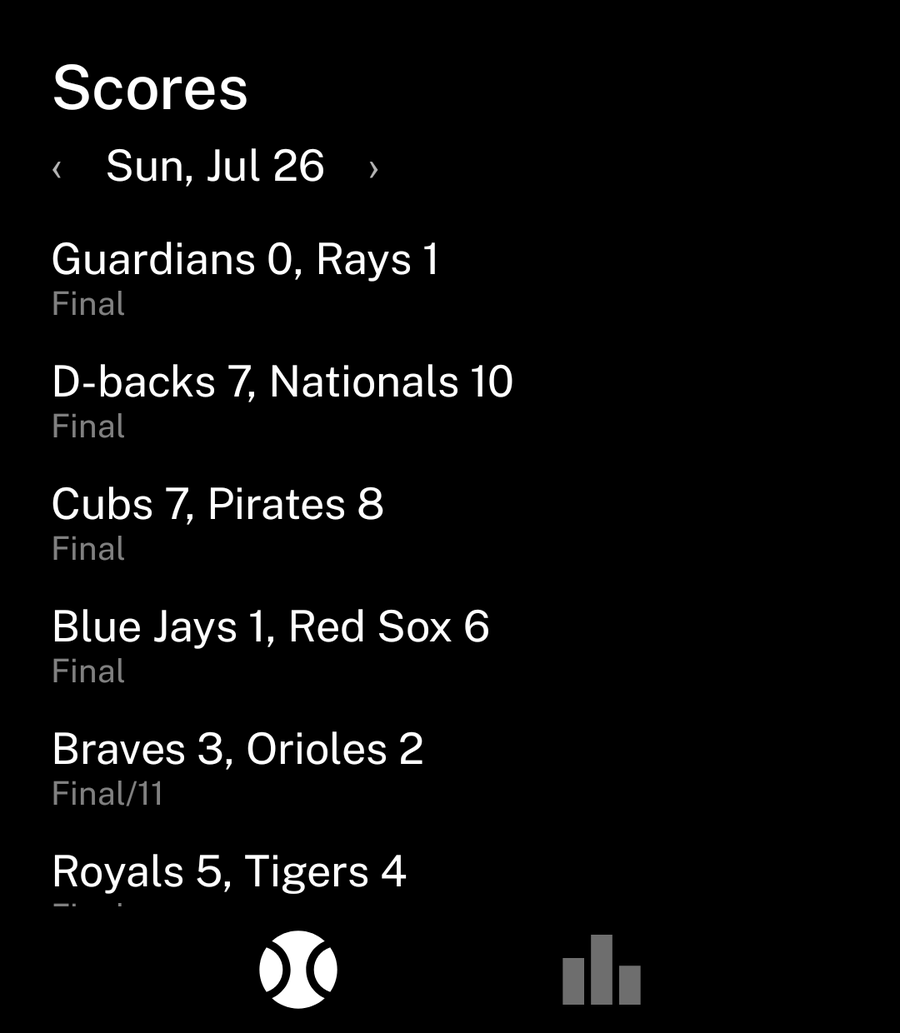 Scores
‹ Sun, Jul 26 ›
Guardians 0, Rays 1
Final
D-backs 7, Nationals 10
Final
Cubs 7, Pirates 8
Final
Blue Jays 1, Red Sox 6
Final
Braves 3, Orioles 2
Final/11
Royals 5, Tigers 4